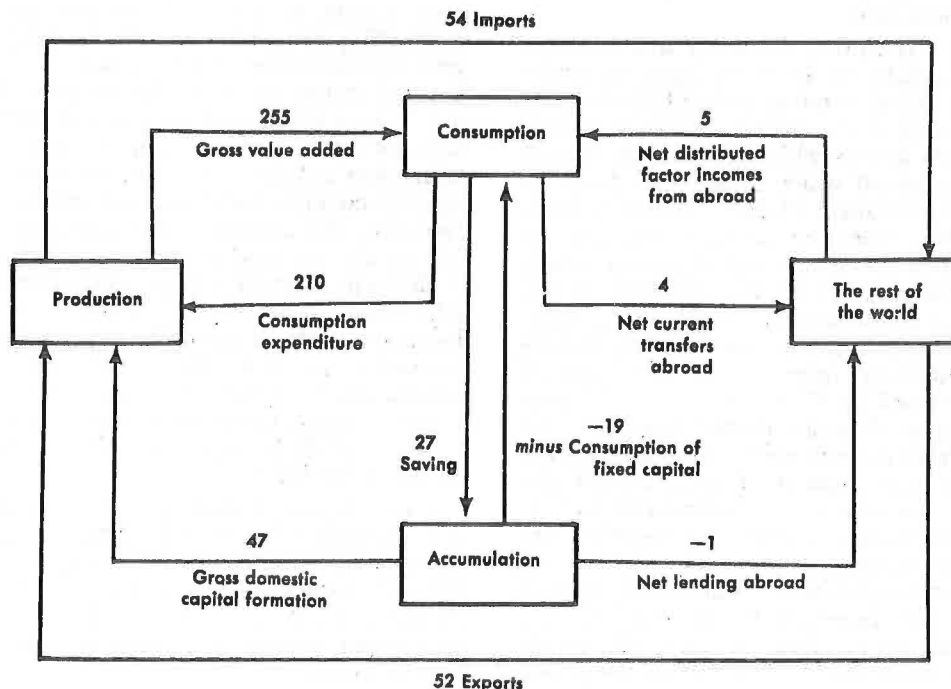 54 Imports
255
Gross value added
Consumption
5
Net distributed
factor incomes
from abroad
Production
210
Consumption
expenditure
4
Net current
transfers
abroad
The rest of
the world
27
Saving
—19
minus Consumption of
fixed capital
47
Gross domestic
capital formation
Accumulation
—1
Net lending abroad
52 Exports